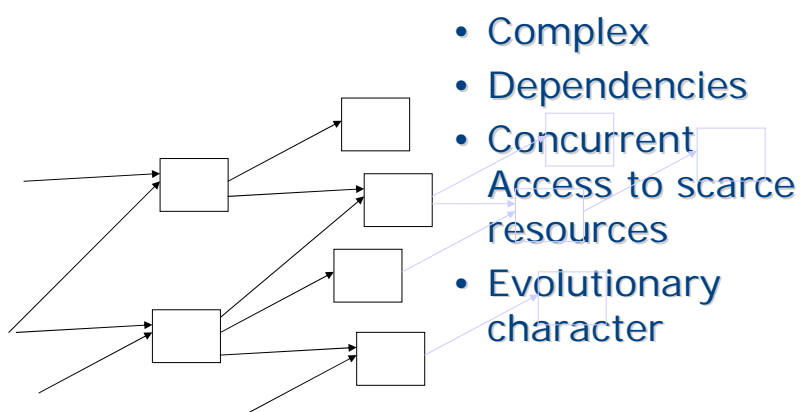 • Complex
• Dependencies
• Concurrent
Access to scarce
resources
• Evolutionary
character